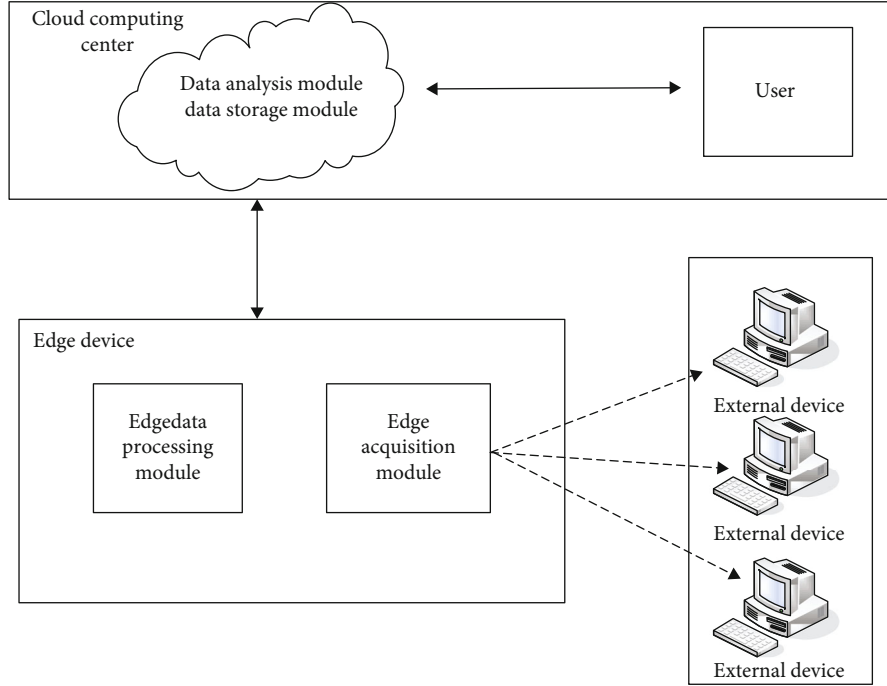 Cloud computing
center
Data analysis module
data storage module
User
Edge device
Edgedata
processing
module
Edge
acquisition
module
External device
External device
External device